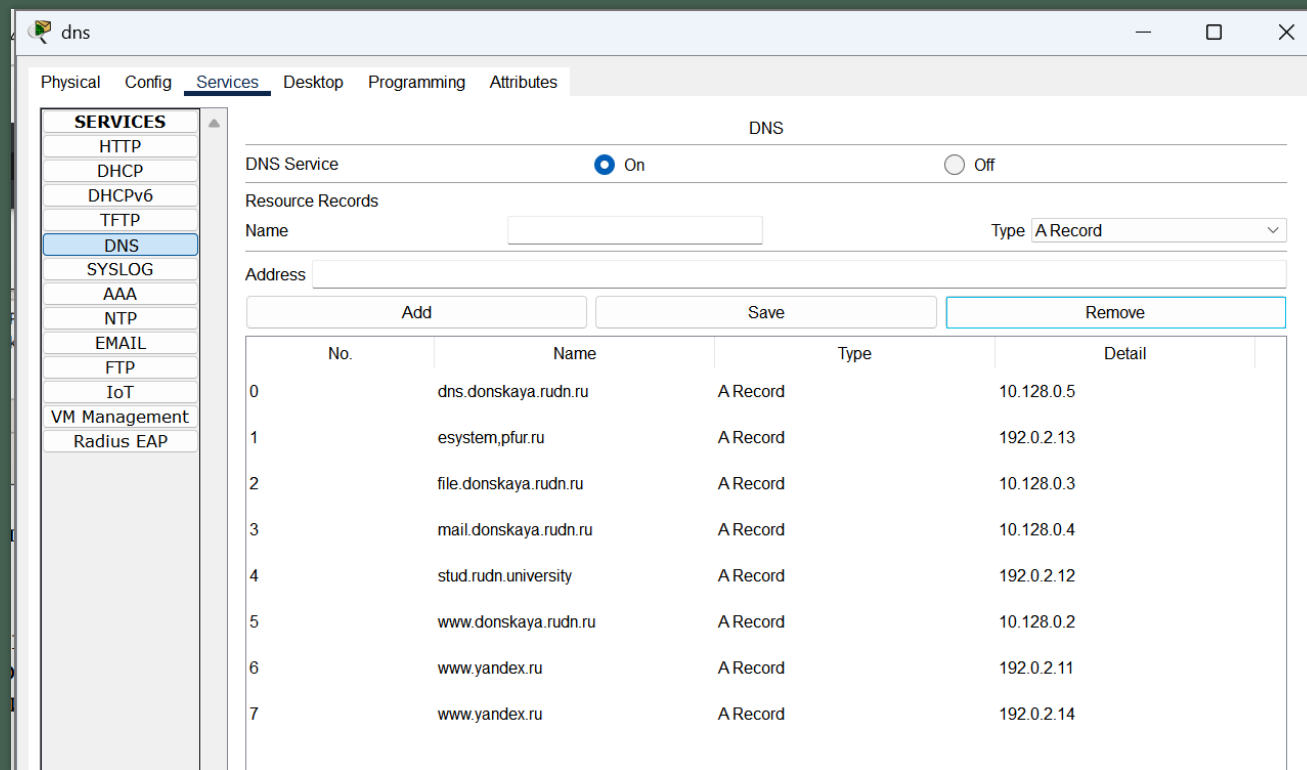 dns
Physical Config Services Desktop Programming Attributes
SERVICES
HTTP
DHCP
DHCPv6
TFTP
DNS
SYSLOG
AAA
NTP
EMAIL
FTP
IoT
VM Management
Radius EAP
DNS
DNS Service On Off
Resource Records
Name Type A Record
Address
Add Save Remove
No. Name Type Detail
0 dns.donskaya.rudn.ru A Record 10.128.0.5
1 esystem,pfur.ru A Record 192.0.2.13
2 file.donskaya.rudn.ru A Record 10.128.0.3
3 mail.donskaya.rudn.ru A Record 10.128.0.4
4 stud.rudn.university A Record 192.0.2.12
5 www.donskaya.rudn.ru A Record 10.128.0.2
6 www.yandex.ru A Record 192.0.2.11
7 www.yandex.ru A Record 192.0.2.14